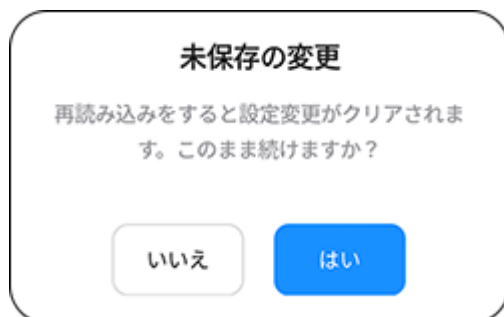 未保存の変更
再読み込みをすると設定変更がクリアされま
す。このまま続けますか？
いいえ
はい